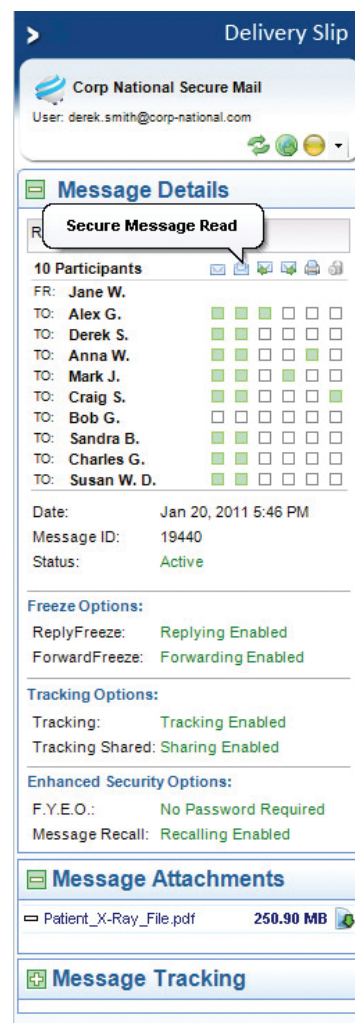 Delivery Slip
Corp National Secure Mail
User: derek.smith@corp-national.com
Message Details
R
Secure Message Read
10 Participants
FR: Jane W.
TO: Alex G.
TO: Derek S.
TO: Anna W.
TO: Mark J.
TO: Craig S.
TO: Bob G.
TO: Sandra B.
TO: Charles G.
TO: Susan W. D.
Date: Jan 20, 2011 5:46 PM
Message ID: 19440
Status: Active
Freeze Options:
ReplyFreeze: Replying Enabled
ForwardFreeze: Forwarding Enabled
Tracking Options:
Tracking: Tracking Enabled
Tracking Shared: Sharing Enabled
Enhanced Security Options:
F.Y.E.O.: No Password Required
Message Recall: Recalling Enabled
Message Attachments
Patient_X-Ray_File.pdf 250.90 MB
Message Tracking